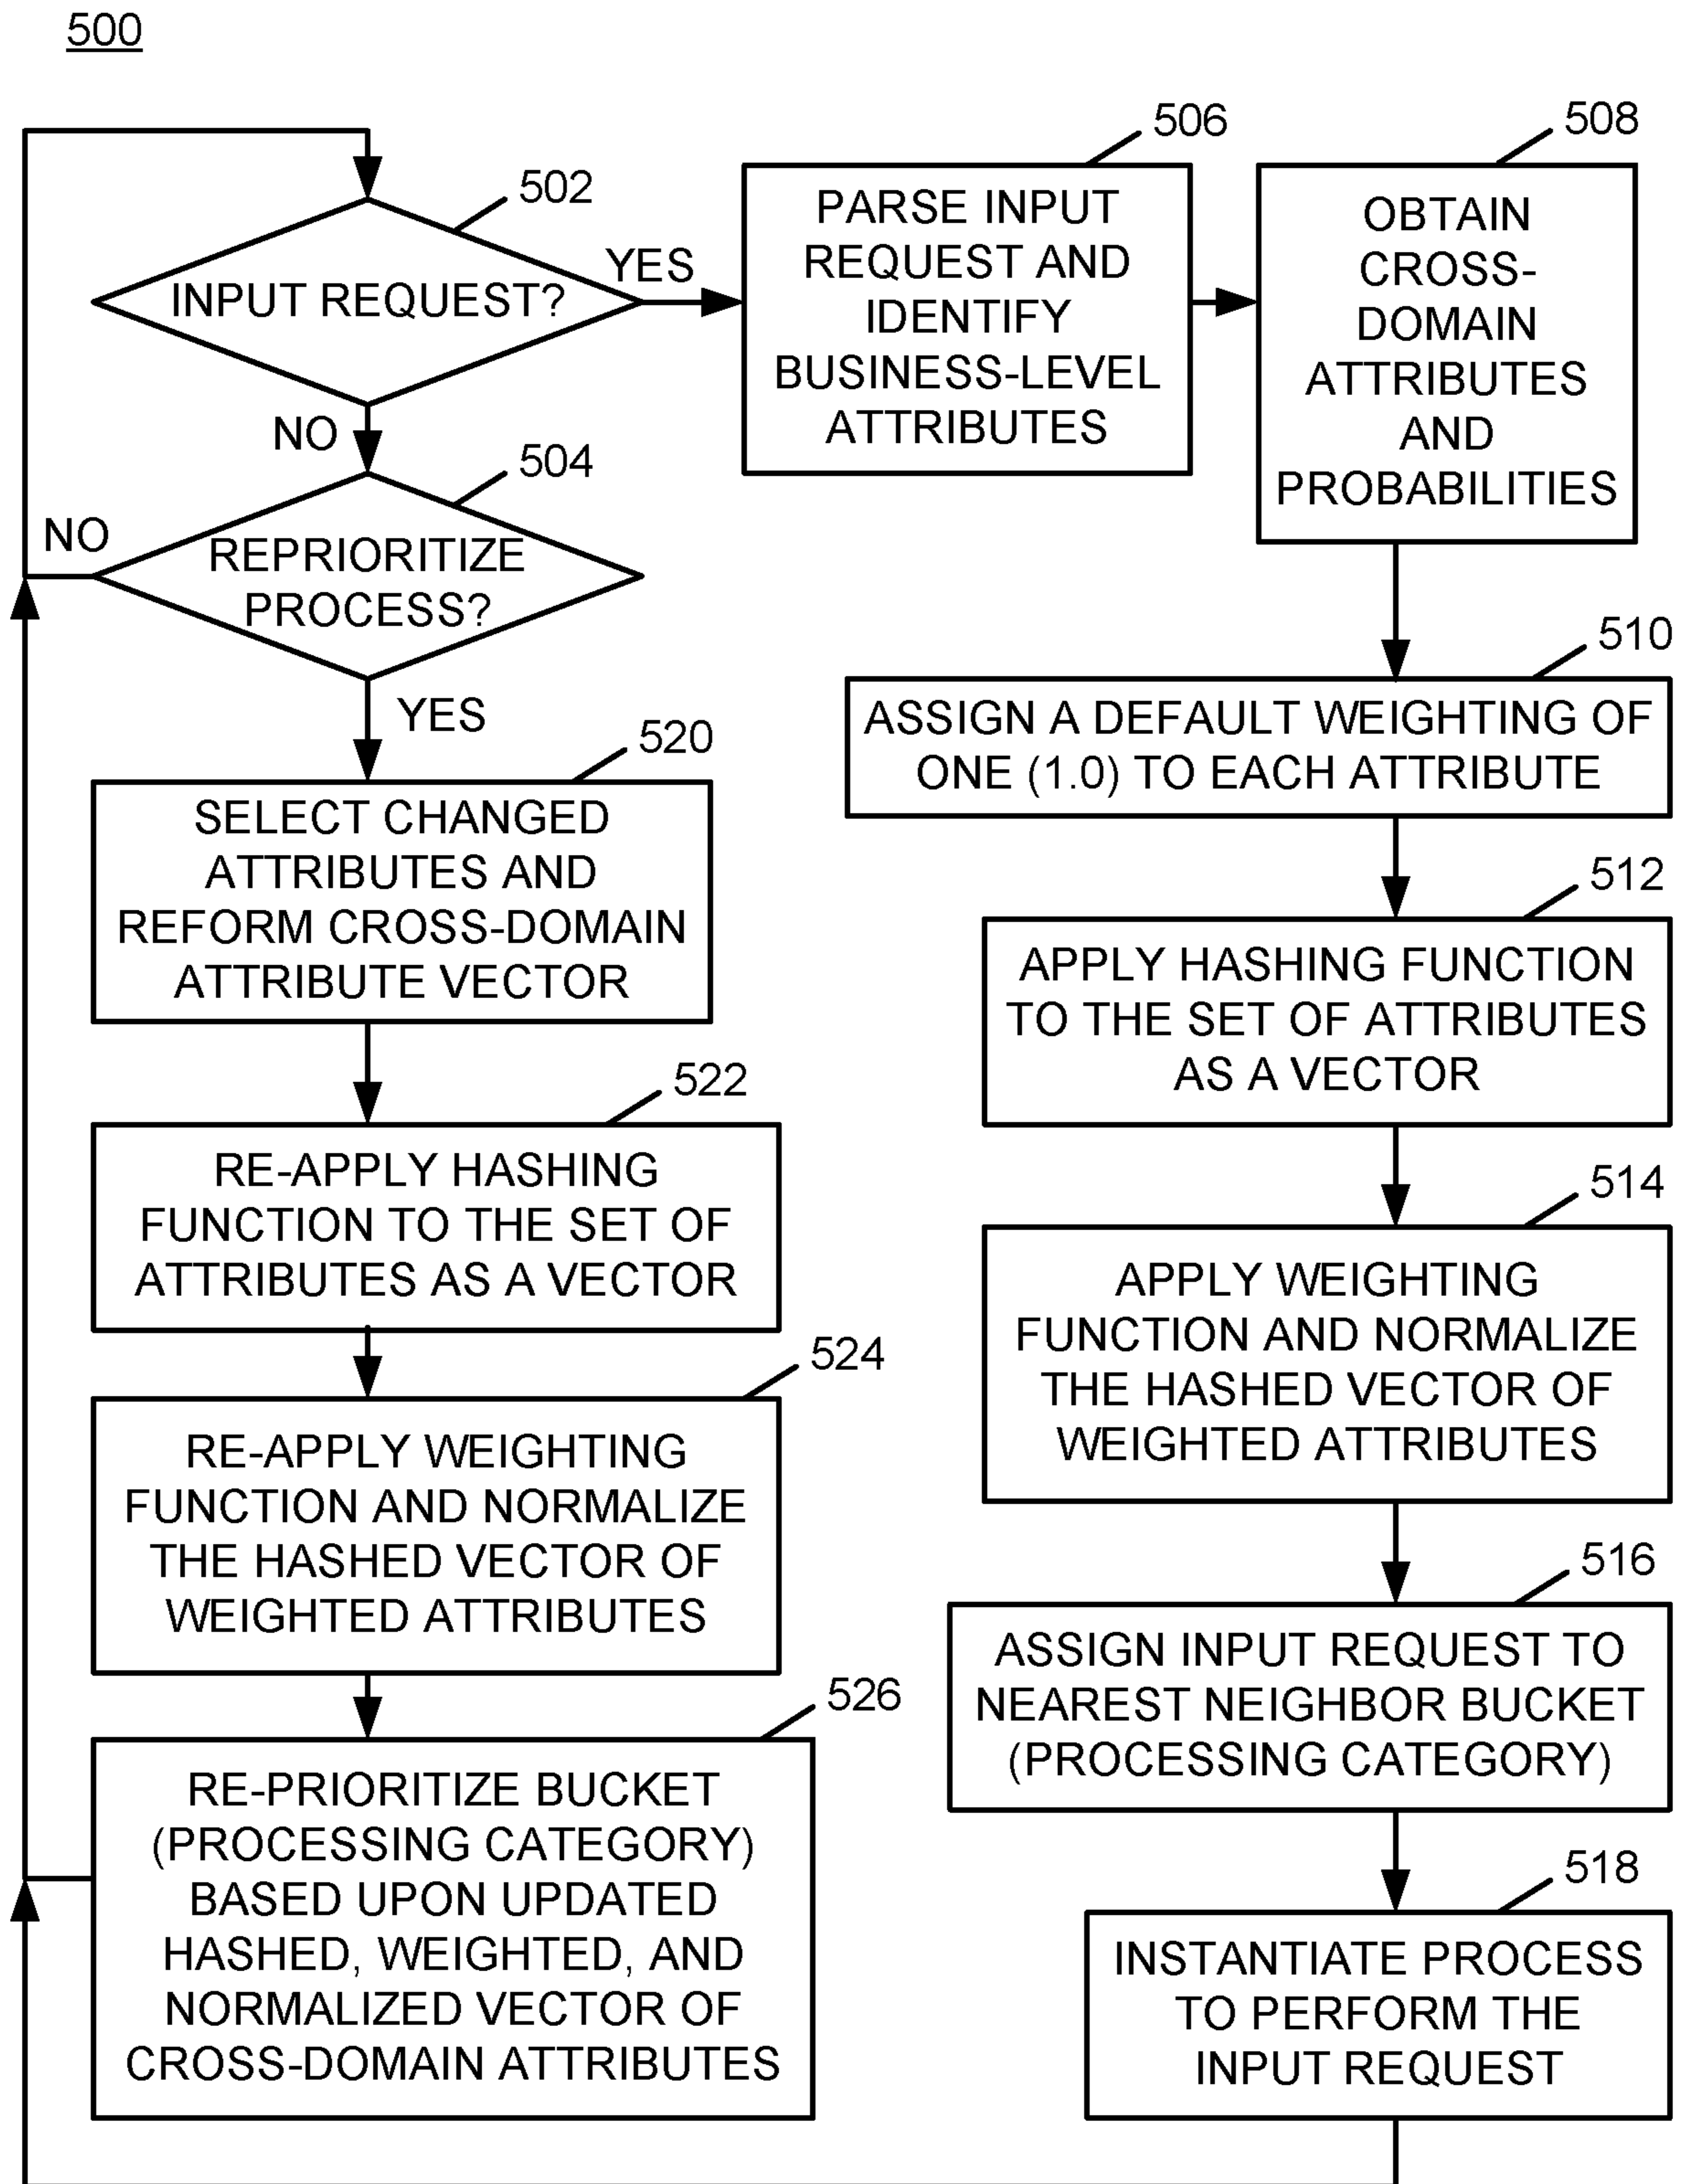 500
502
INPUT REQUEST?
YES
NO
504
REPRIORITIZE
PROCESS?
NO
YES
506
PARSE INPUT
REQUEST AND
IDENTIFY
BUSINESS-LEVEL
ATTRIBUTES
508
OBTAIN
CROSS-
DOMAIN
ATTRIBUTES
AND
PROBABILITIES
510
ASSIGN A DEFAULT WEIGHTING OF
ONE (1.0) TO EACH ATTRIBUTE
512
APPLY HASHING FUNCTION
TO THE SET OF ATTRIBUTES
AS A VECTOR
514
APPLY WEIGHTING
FUNCTION AND NORMALIZE
THE HASHED VECTOR OF
WEIGHTED ATTRIBUTES
516
ASSIGN INPUT REQUEST TO
NEAREST NEIGHBOR BUCKET
(PROCESSING CATEGORY)
518
INSTANTIATE PROCESS
TO PERFORM THE
INPUT REQUEST
520
SELECT CHANGED
ATTRIBUTES AND
REFORM CROSS-DOMAIN
ATTRIBUTE VECTOR
522
RE-APPLY HASHING
FUNCTION TO THE SET OF
ATTRIBUTES AS A VECTOR
524
RE-APPLY WEIGHTING
FUNCTION AND NORMALIZE
THE HASHED VECTOR OF
WEIGHTED ATTRIBUTES
526
RE-PRIORITIZE BUCKET
(PROCESSING CATEGORY)
BASED UPON UPDATED
HASHED, WEIGHTED, AND
NORMALIZED VECTOR OF
CROSS-DOMAIN ATTRIBUTES